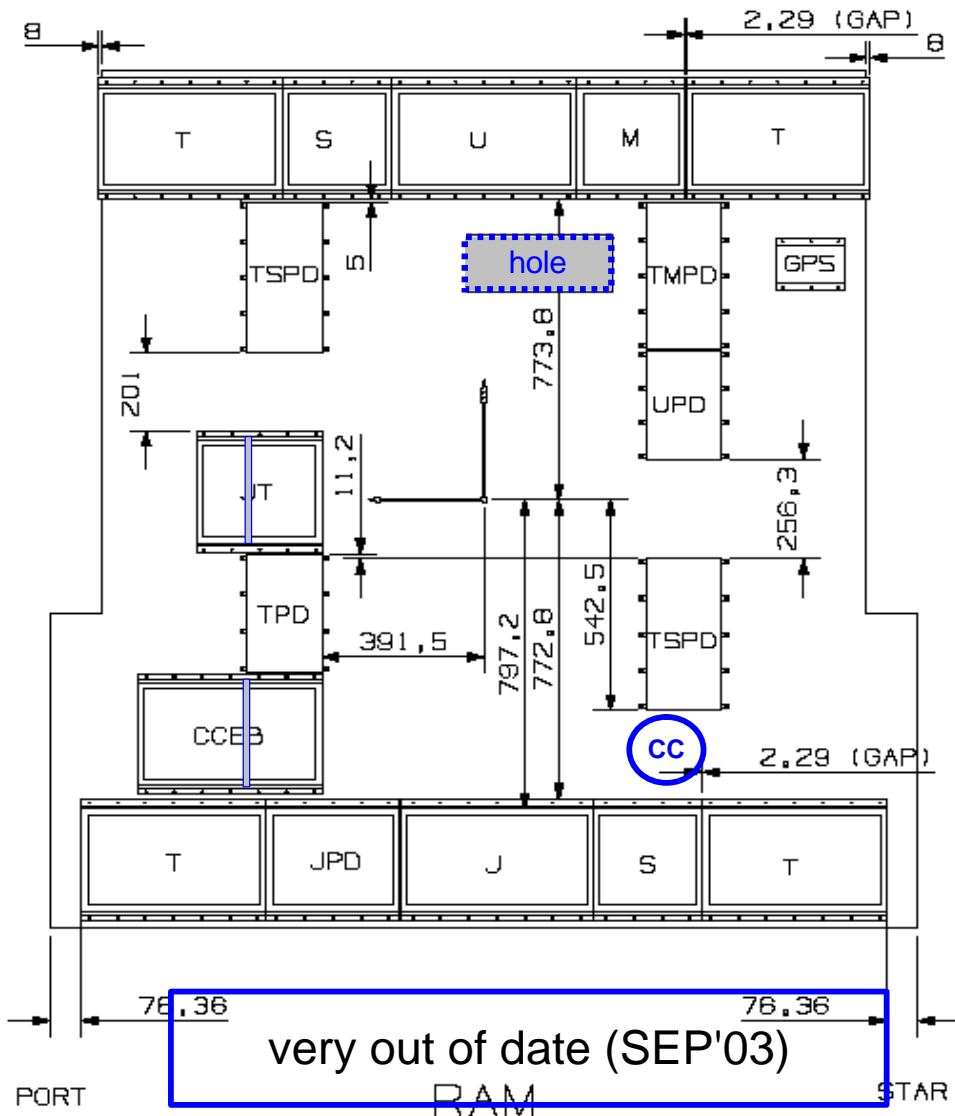 2.29 (GAP)
8
8
T S U M T
hole
5
TSPD
TMPD
GPS
773.8
201
UPD
11,2
JT
256,3
542.5
TPD
TSPD
391,5
797.2
772.8
CCEB
CC
2.29 (GAP)
T JPD J S T
76.36
76.36
very out of date (SEP'03)
PORT
RAM
STAR